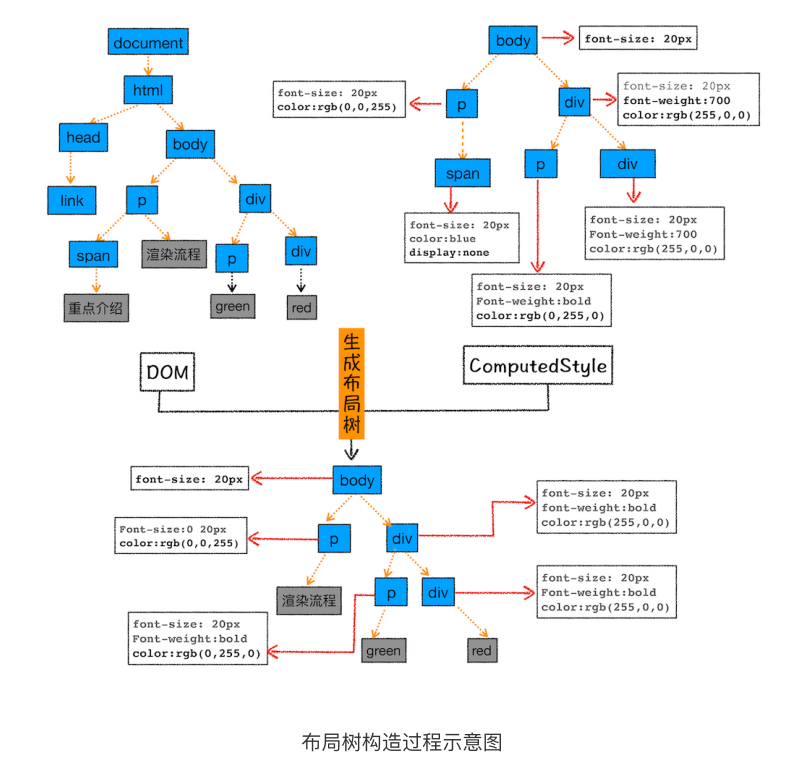 document
html
head
body
link
p
div
span
渲染流程
p
div
重点介绍
green
red
body
font-size: 20px
font-size: 20px
color:rgb(0,0,255)
p
div
font-size: 20px
font-weight:700
color:rgb(255,0,0)
span
p
div
font-size: 20px
color:blue
display:none
font-size: 20px
Font-weight:700
color:rgb(255,0,0)
font-size: 20px
Font-weight:bold
color:rgb(0,255,0)
DOM
生成布局树
ComputedStyle
font-size: 20px
body
Font-size:0 20px
color:rgb(0,0,255)
p
div
font-size: 20px
font-weight:bold
color:rgb(255,0,0)
渲染流程
p
div
font-size: 20px
Font-weight:bold
color:rgb(255,0,0)
font-size: 20px
Font-weight:bold
color:rgb(0,255,0)
green
red
布局树构造过程示意图